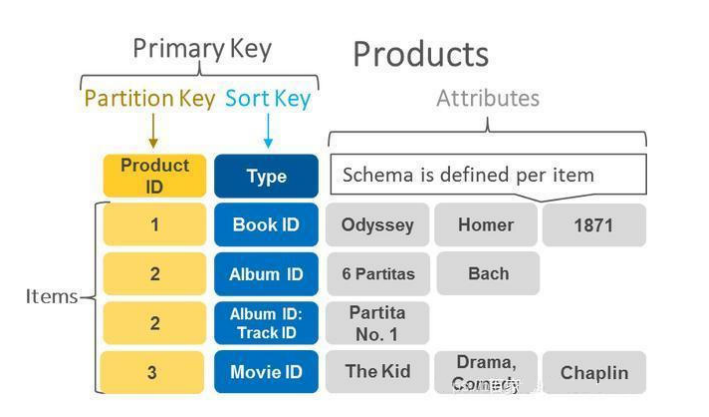 Primary Key
Products
Partition Key Sort Key
Attributes
Product
ID
Type
Schema is defined per item
1
Book ID
Odyssey
Homer
1871
2
Album ID
6 Partitas
Bach
Items
2
Album ID:
Track ID
Partita
No. 1
3
Movie ID
The Kid
Drama,
Comedy
Chaplin